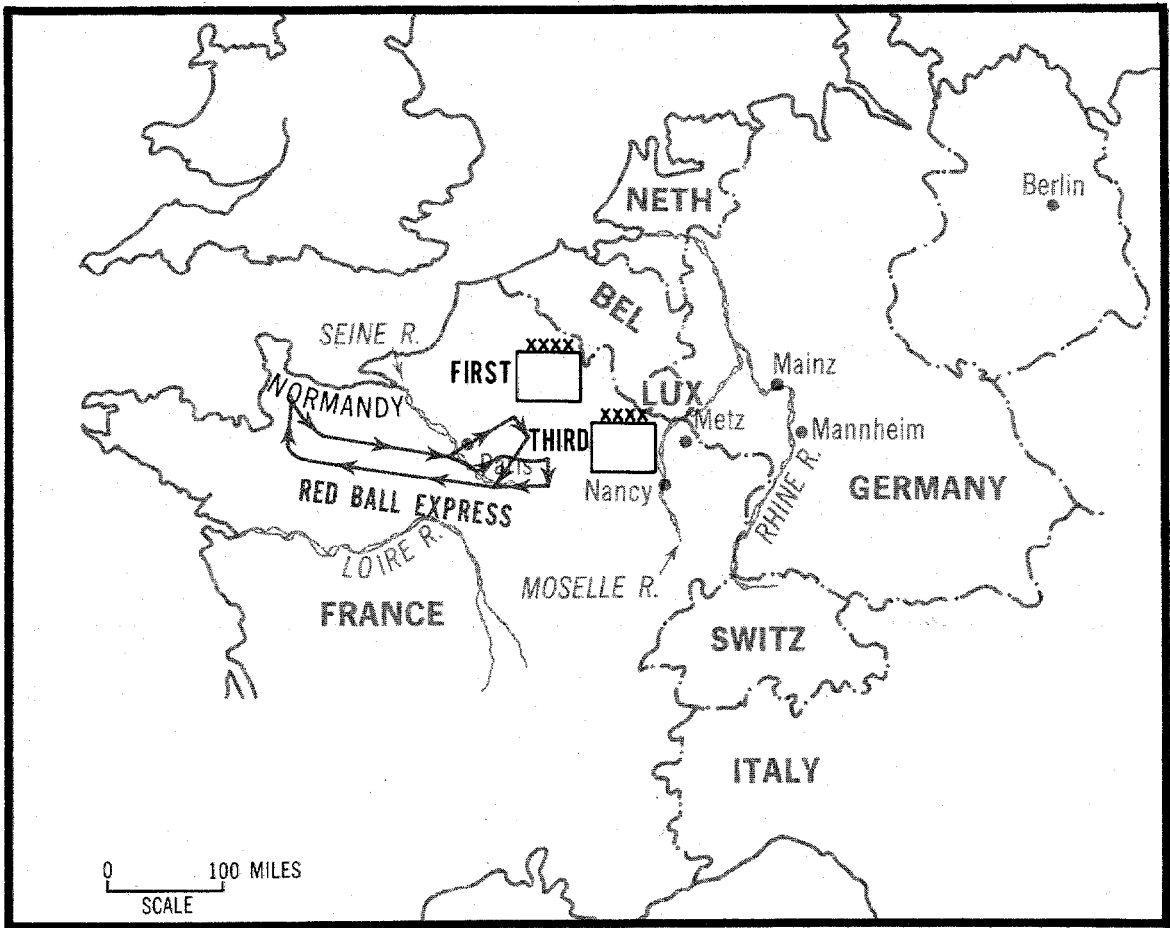 Berlin
NETH
BEL
SEINE R.
XXXX
FIRST
Mainz
NORMANDY
LUX
XXXX
Metz
THIRD
Mannheim
Paris
RED BALL EXPRESS
Nancy
RHINE R.
GERMANY
LOIRE R.
MOSELLE R.
FRANCE
SWITZ
ITALY
0 100 MILES
SCALE